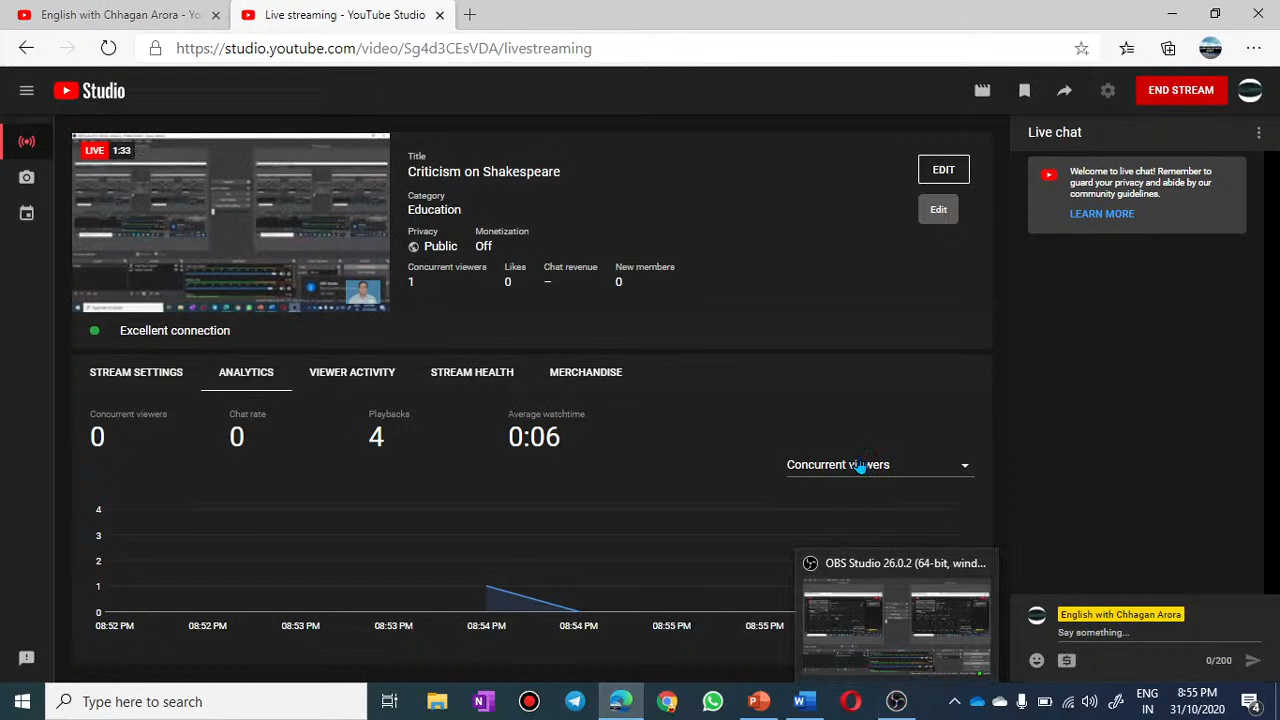 English with Chhagan Arora - Yo
Live streaming - YouTube Studio
https://studio.youtube.com/video/Sg4d3CEsVDA/livestreaming
Studio
END STREAM
LIVE 1:33
Title
Criticism on Shakespeare
EDIT
Category
Education
Edit
Privacy Monetization
Public Off
Concurrent viewers Likes
1 0 0
Excellent connection
STREAM SETTINGS ANALYTICS VIEWER ACTIVITY STREAM HEALTH MERCHANDISE
Concurrent viewers Chat rate Playbacks Average watchtime
0 0 4 0:06
Concurrent viewers
4
3
2
1
0
08:52 PM 08:52 PM 08:53 PM 08:53 PM 08:54 PM 08:54 PM 08:55 PM 08:55 PM
OBS Studio 26.0.2 (64-bit, wind...
Live chat
Welcome to live chat! Remember to
guard your privacy and abide by our
community guidelines.
LEARN MORE
English with Chhagan Arora
Say something...
Type here to search
ENG
IN
8:55 PM
31/10/2020
4